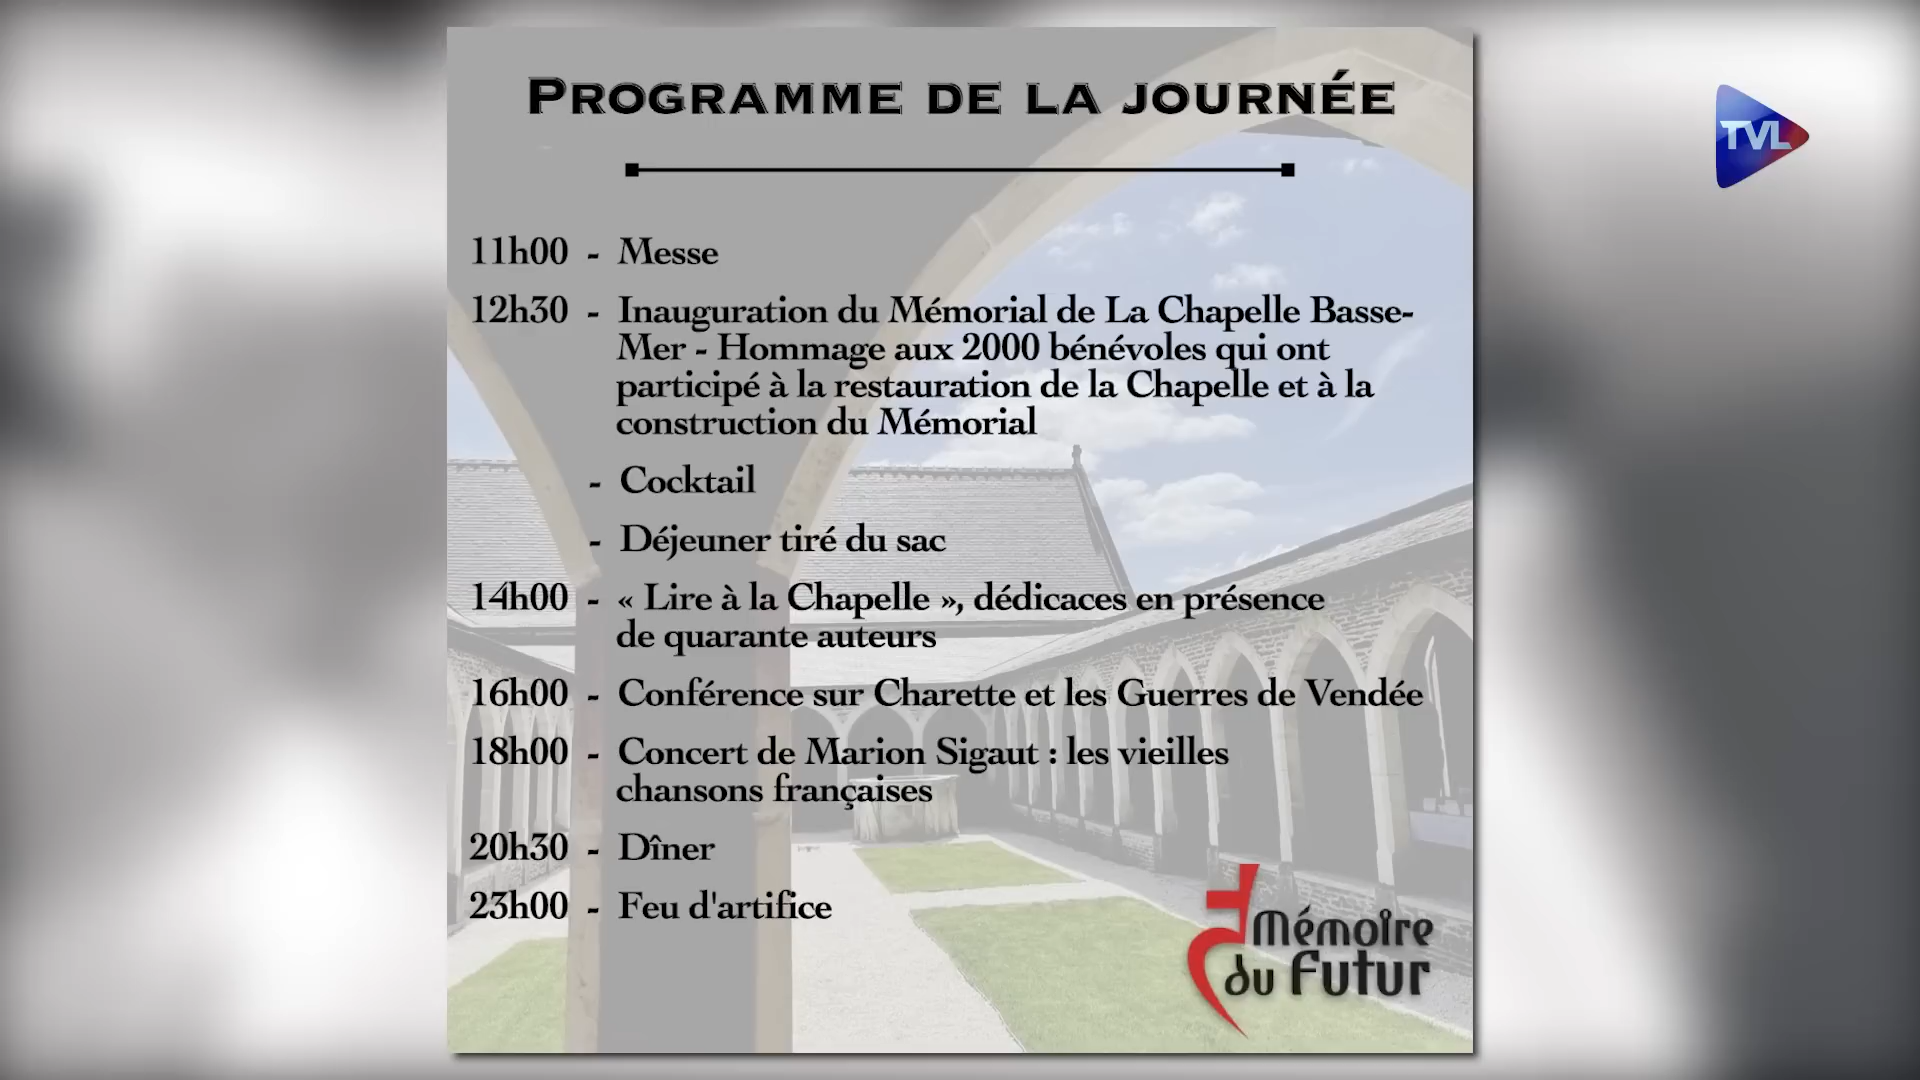 PROGRAMME DE LA JOURNÉE
TVL
11h00 - Messe
12h30 - Inauguration du Mémorial de La Chapelle Basse-
Mer - Hommage aux 2000 bénévoles qui ont
participé à la restauration de la Chapelle et à la
construction du Mémorial
- Cocktail
- Déjeuner tiré du sac
14h00 - « Lire à la Chapelle », dédicaces en présence
de quarante auteurs
16h00 - Conférence sur Charette et les Guerres de Vendée
18h00 - Concert de Marion Sigaut : les vieilles
chansons françaises
20h30 - Dîner
23h00 - Feu d'artifice
Mémoire
du Futur